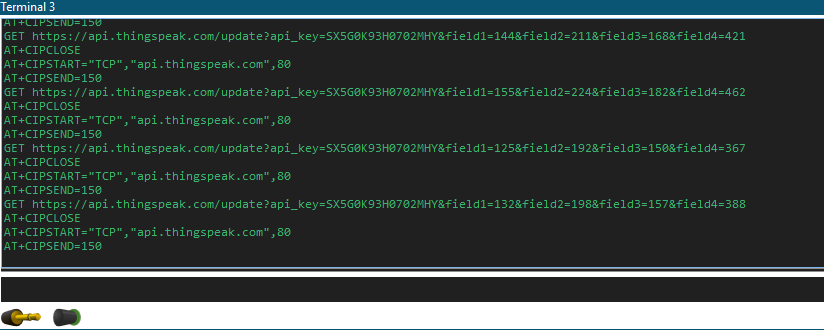 Terminal 3
AT+CIPSEND=150
GET https://api.thingspeak.com/update?api_key=SX5G0K93H0702MHY&field1=144&field2=211&field3=168&field4=421
AT+CIPCLOSE
AT+CIPSTART="TCP","api.thingspeak.com",80
AT+CIPSEND=150
GET https://api.thingspeak.com/update?api_key=SX5G0K93H0702MHY&field1=155&field2=224&field3=182&field4=462
AT+CIPCLOSE
AT+CIPSTART="TCP","api.thingspeak.com",80
AT+CIPSEND=150
GET https://api.thingspeak.com/update?api_key=SX5G0K93H0702MHY&field1=125&field2=192&field3=150&field4=367
AT+CIPCLOSE
AT+CIPSTART="TCP","api.thingspeak.com",80
AT+CIPSEND=150
GET https://api.thingspeak.com/update?api_key=SX5G0K93H0702MHY&field1=132&field2=198&field3=157&field4=388
AT+CIPCLOSE
AT+CIPSTART="TCP","api.thingspeak.com",80
AT+CIPSEND=150